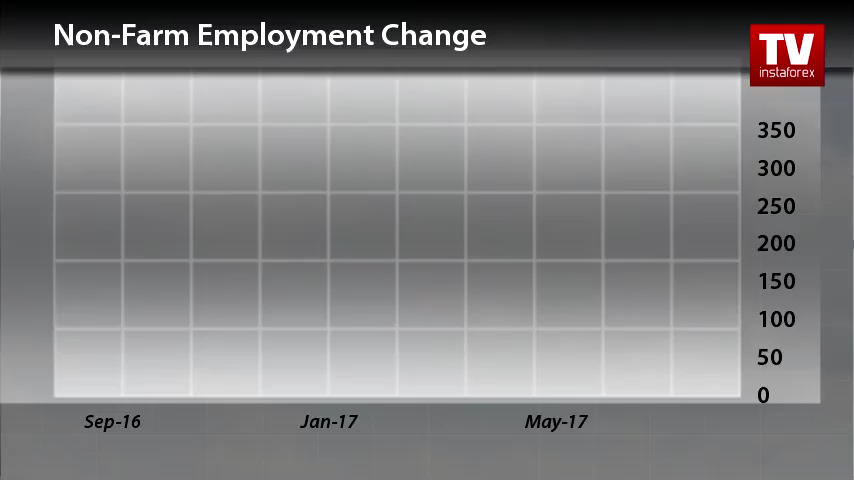 Non-Farm Employment Change
TV
instaforex
350
300
250
200
150
100
50
0
Sep-16
Jan-17
May-17